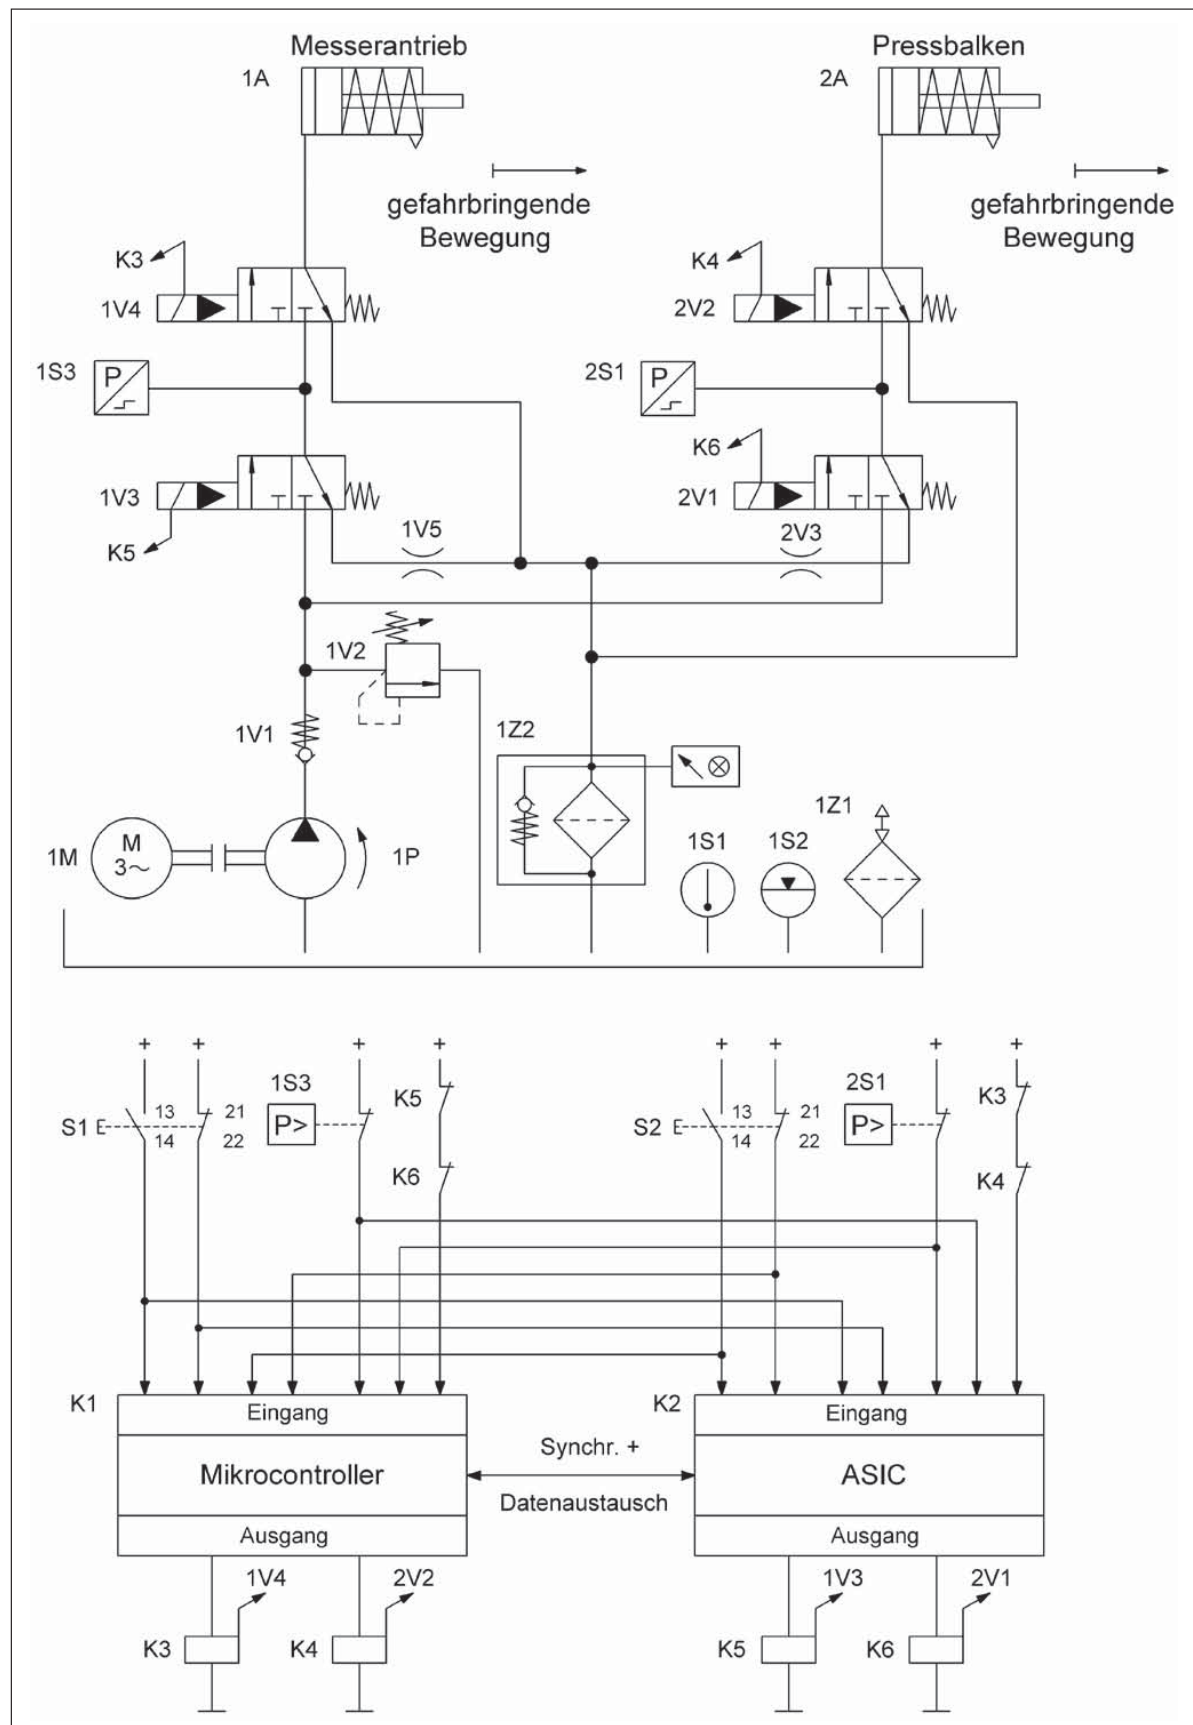 Messerantrieb
Pressbalken
1A
2A
gefahrbringende
Bewegung
gefahrbringende
Bewegung
K3
K4
1V4
2V2
1S3
P
2S1
P
K6
1V3
2V1
K5
1V5
2V3
1V2
1V1
1Z2
1Z1
1M
M
3~
1P
1S1
1S2
+
+
+
+
+
+
+
+
1S3
K5
2S1
K3
S1
13
21
P>
S2
13
21
P>
14
22
14
22
K6
K4
K1
Eingang
K2
Eingang
Mikrocontroller
Synchr. +
Datenaustausch
ASIC
Ausgang
Ausgang
1V4
2V2
1V3
2V1
K3
K4
K5
K6